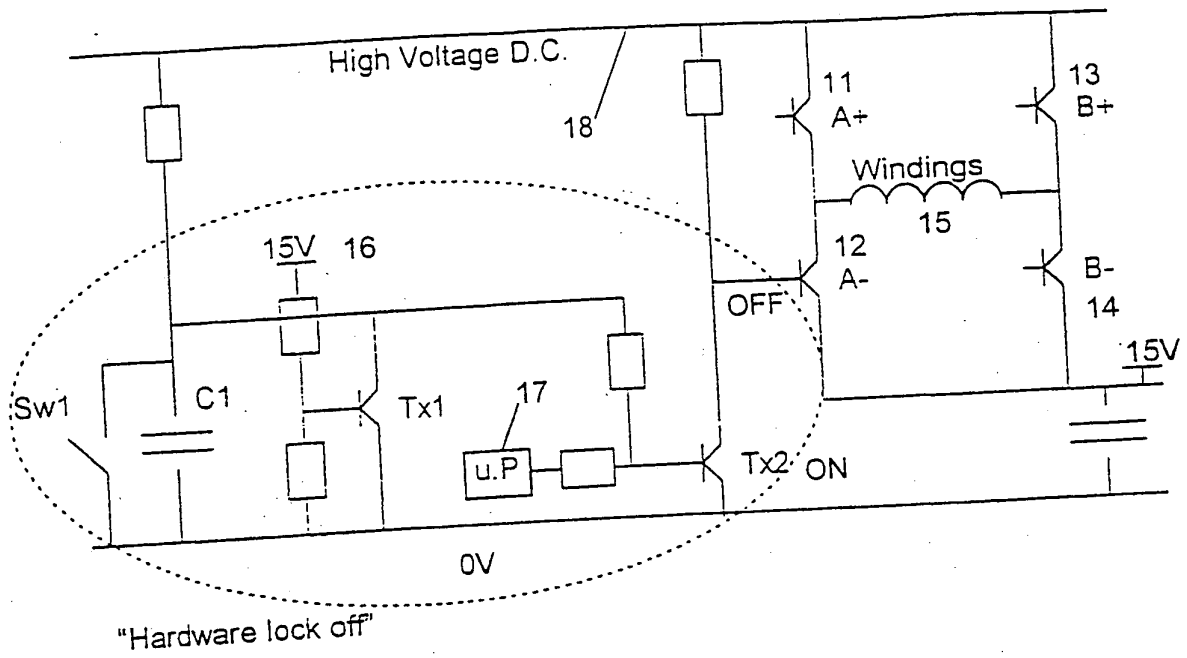 High Voltage D.C.
18
11
A+
13
B+
Windings
15
15V 16
12
A-
OFF
B-
14
15V
Sw1
C1
Tx1
17
u.P
Tx2
ON
0V
"Hardware lock off"